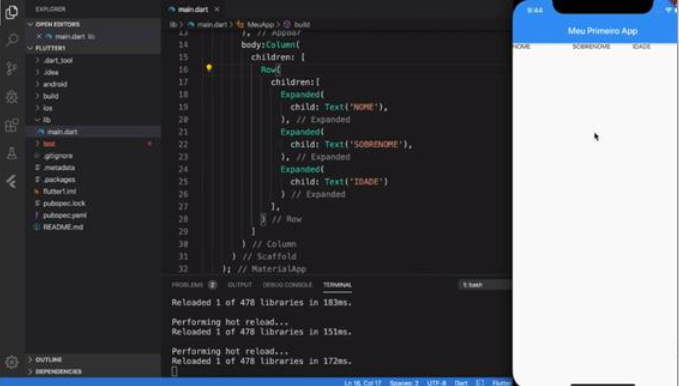 EXPLORER
OPEN EDITORS
main.dart lib
FLUTTER1
.dart_tool
.idea
android
build
ios
lib
main.dart
test
.gitignore
.metadata
.packages
flutter1.iml
pubspec.lock
pubspec.yaml
README.md
OUTLINE
DEPENDENCIES
main.dart
lib > main.dart > MeuApp > build
13 ), // AppBar
14 body:Column(
15 children: [
16 Row(
17 children:[
18 Expanded(
19 child: Text('NOME'),
20 ), // Expanded
21 Expanded(
22 child: Text('SOBRENOME'),
23 ), // Expanded
24 Expanded(
25 child: Text('IDADE')
26 ) // Expanded
27 ],
28 ) // Row
29 ]
30 ) // Column
31 ) // Scaffold
32 ); // MaterialApp
PROBLEMS 2 OUTPUT DEBUG CONSOLE TERMINAL
1: bash
Reloaded 1 of 478 libraries in 183ms.
Performing hot reload...
Reloaded 1 of 478 libraries in 151ms.
Performing hot reload...
Reloaded 1 of 478 libraries in 172ms.
Ln 16, Col 17 Spaces: 2 UTF-8 Dart
9:44
Meu Primeiro App
NOME SOBRENOME IDADE